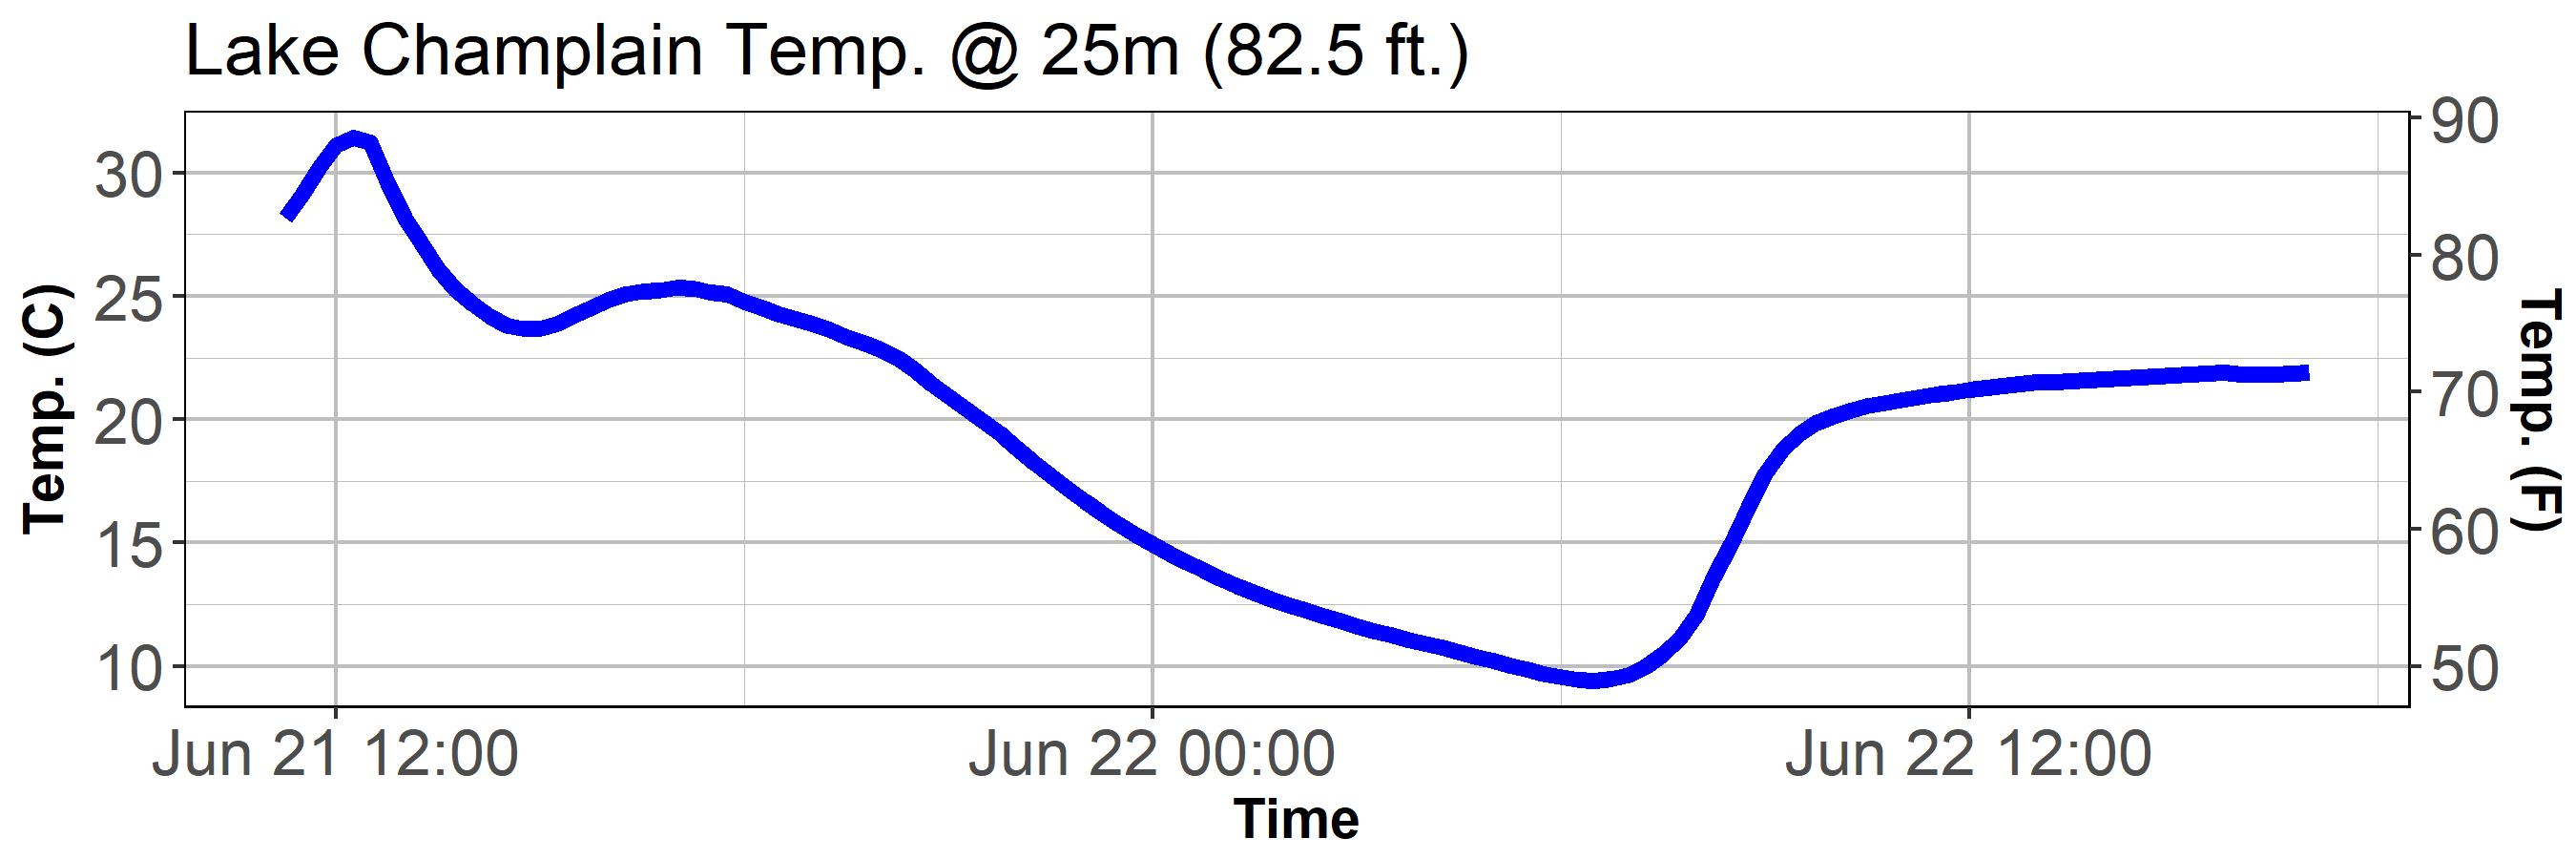 Lake Champlain Temp. @ 25m (82.5 ft.)
Temp. (C)
30
25
20
15
10
90
80
70
60
50
Temp. (F)
Jun 21 12:00
Jun 22 00:00
Jun 22 12:00
Time